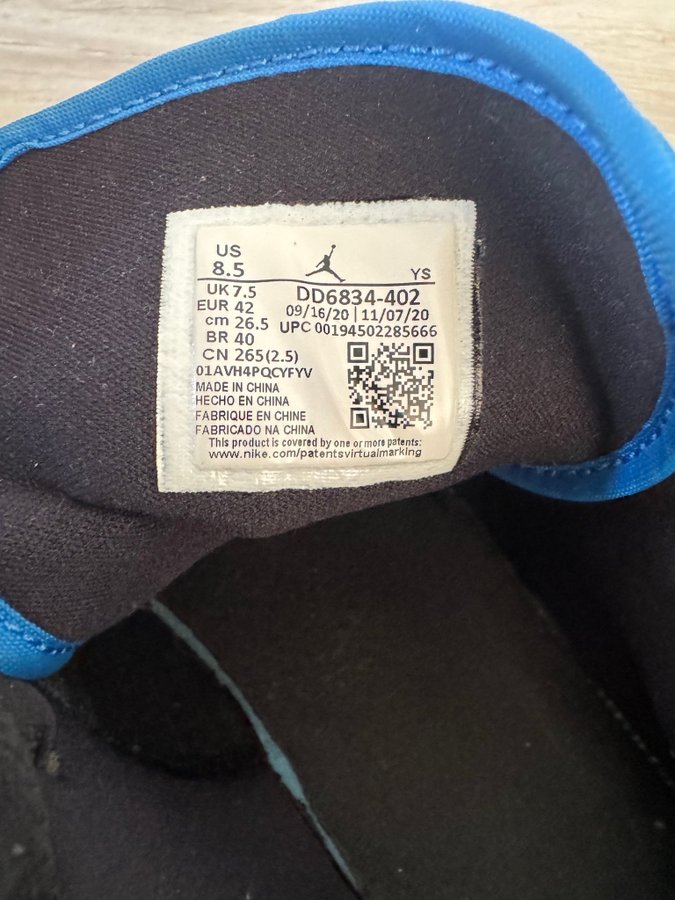 US
8.5
YS
UK 7.5
DD6834-402
EUR 42
09/16/20 | 11/07/20
cm 26.5
UPC 00194502285666
BR 40
CN 265(2.5)
01AVH4PQCYFYV
MADE IN CHINA
HECHO EN CHINA
FABRIQUE EN CHINE
FABRICADO NA CHINA
This product is covered by one or more patents:
www.nike.com/patentsvirtualmarking